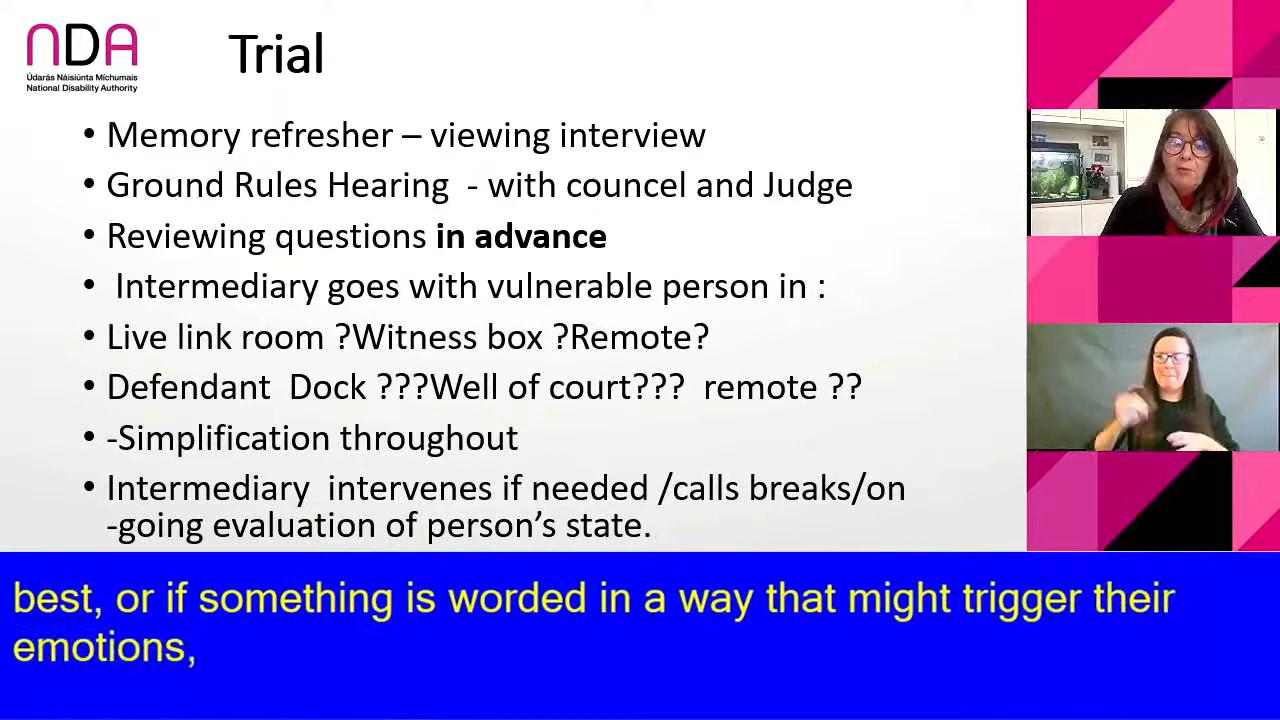 NDA
Údarás Náisiúnta Míchumais
National Disability Authority
Trial
• Memory refresher – viewing interview
• Ground Rules Hearing - with councel and Judge
• Reviewing questions in advance
• Intermediary goes with vulnerable person in :
• Live link room ?Witness box ?Remote?
• Defendant Dock ???Well of court??? remote ??
• -Simplification throughout
• Intermediary intervenes if needed /calls breaks/on
-going evaluation of person’s state.
best, or if something is worded in a way that might trigger their
emotions,